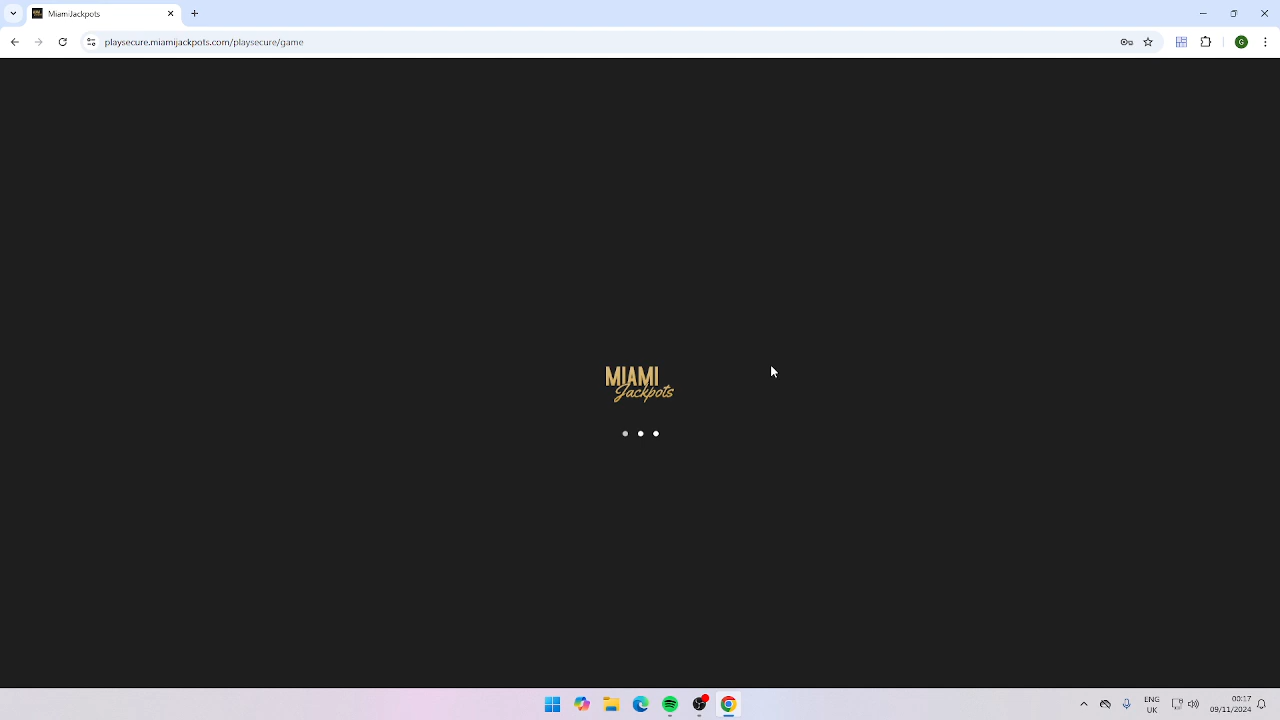 Miami Jackpots
playsecure.miamijackpots.com/playsecure/game
G
MIAMI
Jackpots
ENG
UK
00:17
09/11/2024